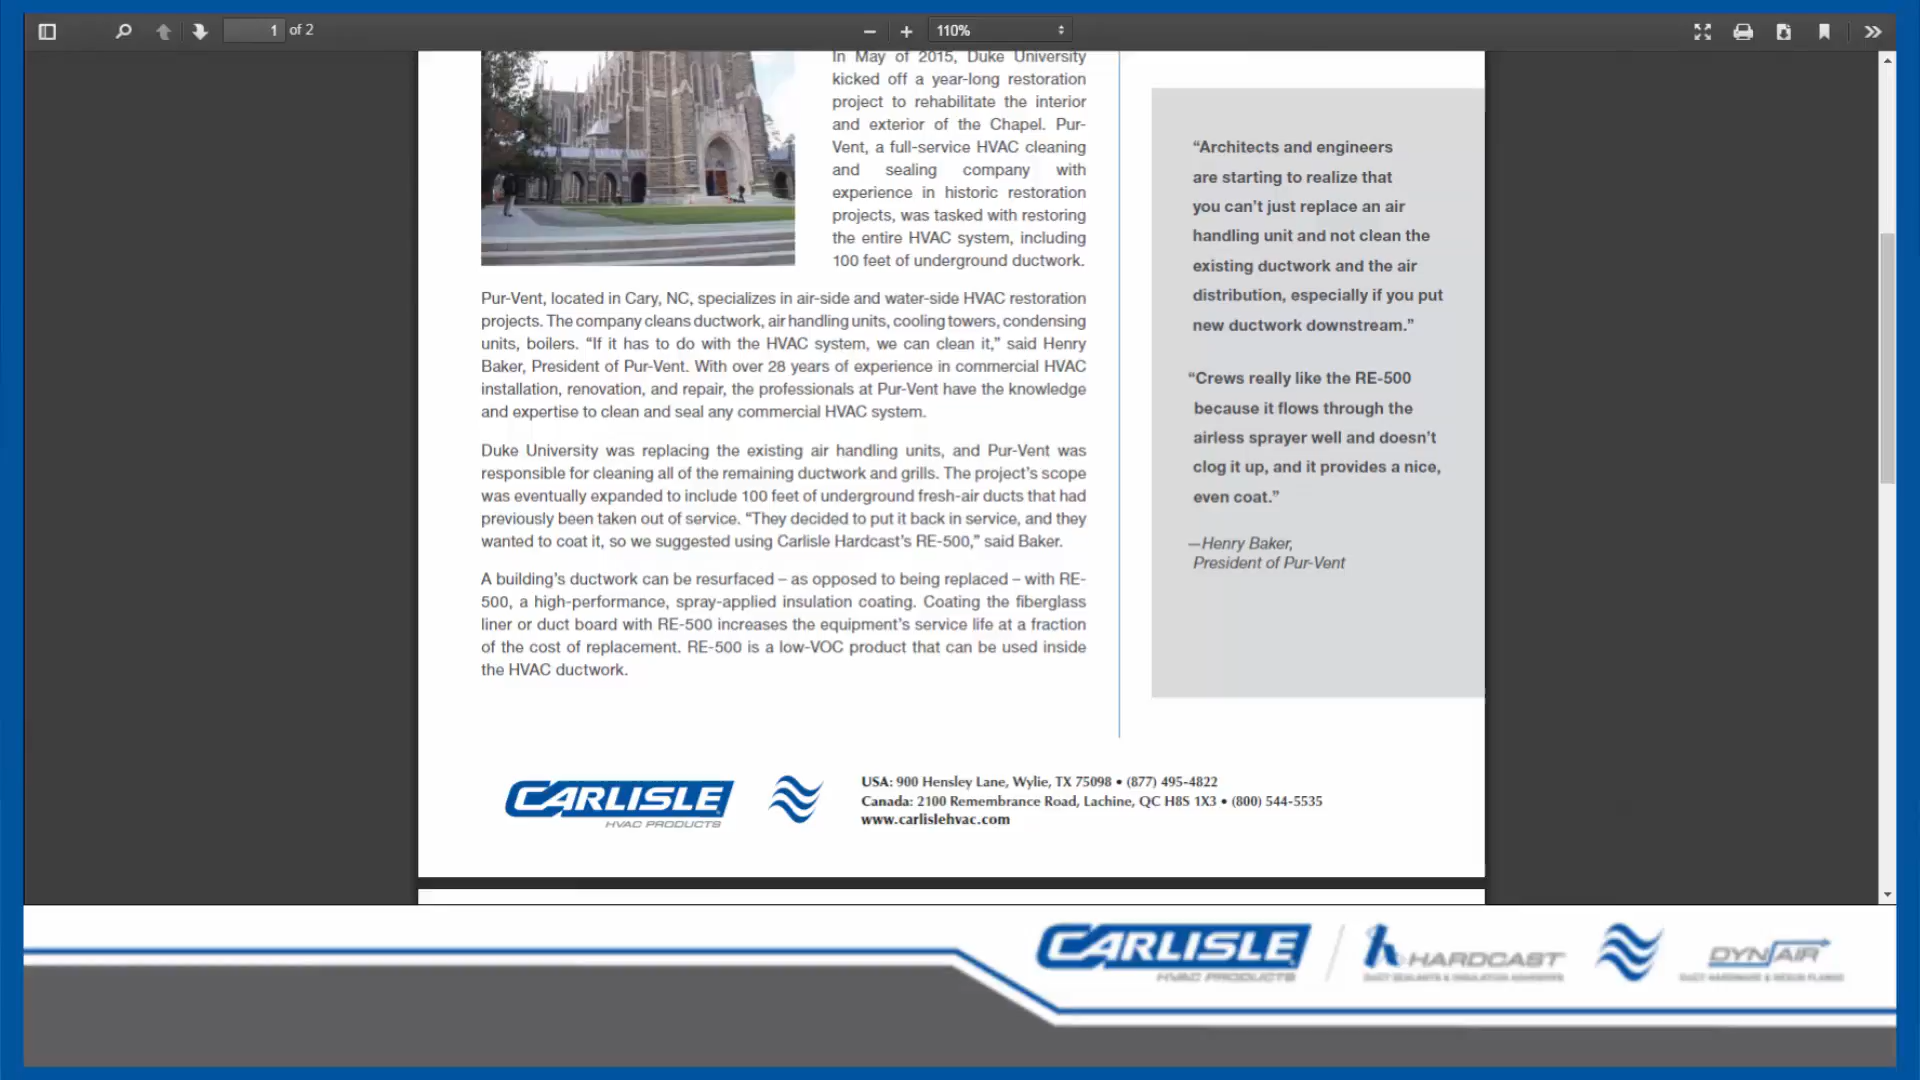 1
of 2
110%
In May of 2015, Duke University
kicked off a year-long restoration
project to rehabilitate the interior
and exterior of the Chapel. Pur-
Vent, a full-service HVAC cleaning
and sealing company with
experience in historic restoration
projects, was tasked with restoring
the entire HVAC system, including
100 feet of underground ductwork.
Pur-Vent, located in Cary, NC, specializes in air-side and water-side HVAC restoration
projects. The company cleans ductwork, air handling units, cooling towers, condensing
units, boilers. “If it has to do with the HVAC system, we can clean it,” said Henry
Baker, President of Pur-Vent. With over 28 years of experience in commercial HVAC
installation, renovation, and repair, the professionals at Pur-Vent have the knowledge
and expertise to clean and seal any commercial HVAC system.
Duke University was replacing the existing air handling units, and Pur-Vent was
responsible for cleaning all of the remaining ductwork and grills. The project’s scope
was eventually expanded to include 100 feet of underground fresh-air ducts that had
previously been taken out of service. “They decided to put it back in service, and they
wanted to coat it, so we suggested using Carlisle Hardcast’s RE-500,” said Baker.
A building’s ductwork can be resurfaced – as opposed to being replaced – with RE-
500, a high-performance, spray-applied insulation coating. Coating the fiberglass
liner or duct board with RE-500 increases the equipment’s service life at a fraction
of the cost of replacement. RE-500 is a low-VOC product that can be used inside
the HVAC ductwork.
“Architects and engineers
are starting to realize that
you can’t just replace an air
handling unit and not clean the
existing ductwork and the air
distribution, especially if you put
new ductwork downstream.”
“Crews really like the RE-500
because it flows through the
airless sprayer well and doesn’t
clog it up, and it provides a nice,
even coat.”
—Henry Baker,
President of Pur-Vent
CARLISLE
HVAC PRODUCTS
USA: 900 Hensley Lane, Wylie, TX 75098 • (877) 495-4822
Canada: 2100 Remembrance Road, Lachine, QC H8S 1X3 • (800) 544-5535
www.carlislehvac.com
CARLISLE
HVAC PRODUCTS
HARDCAST
DYNAIR